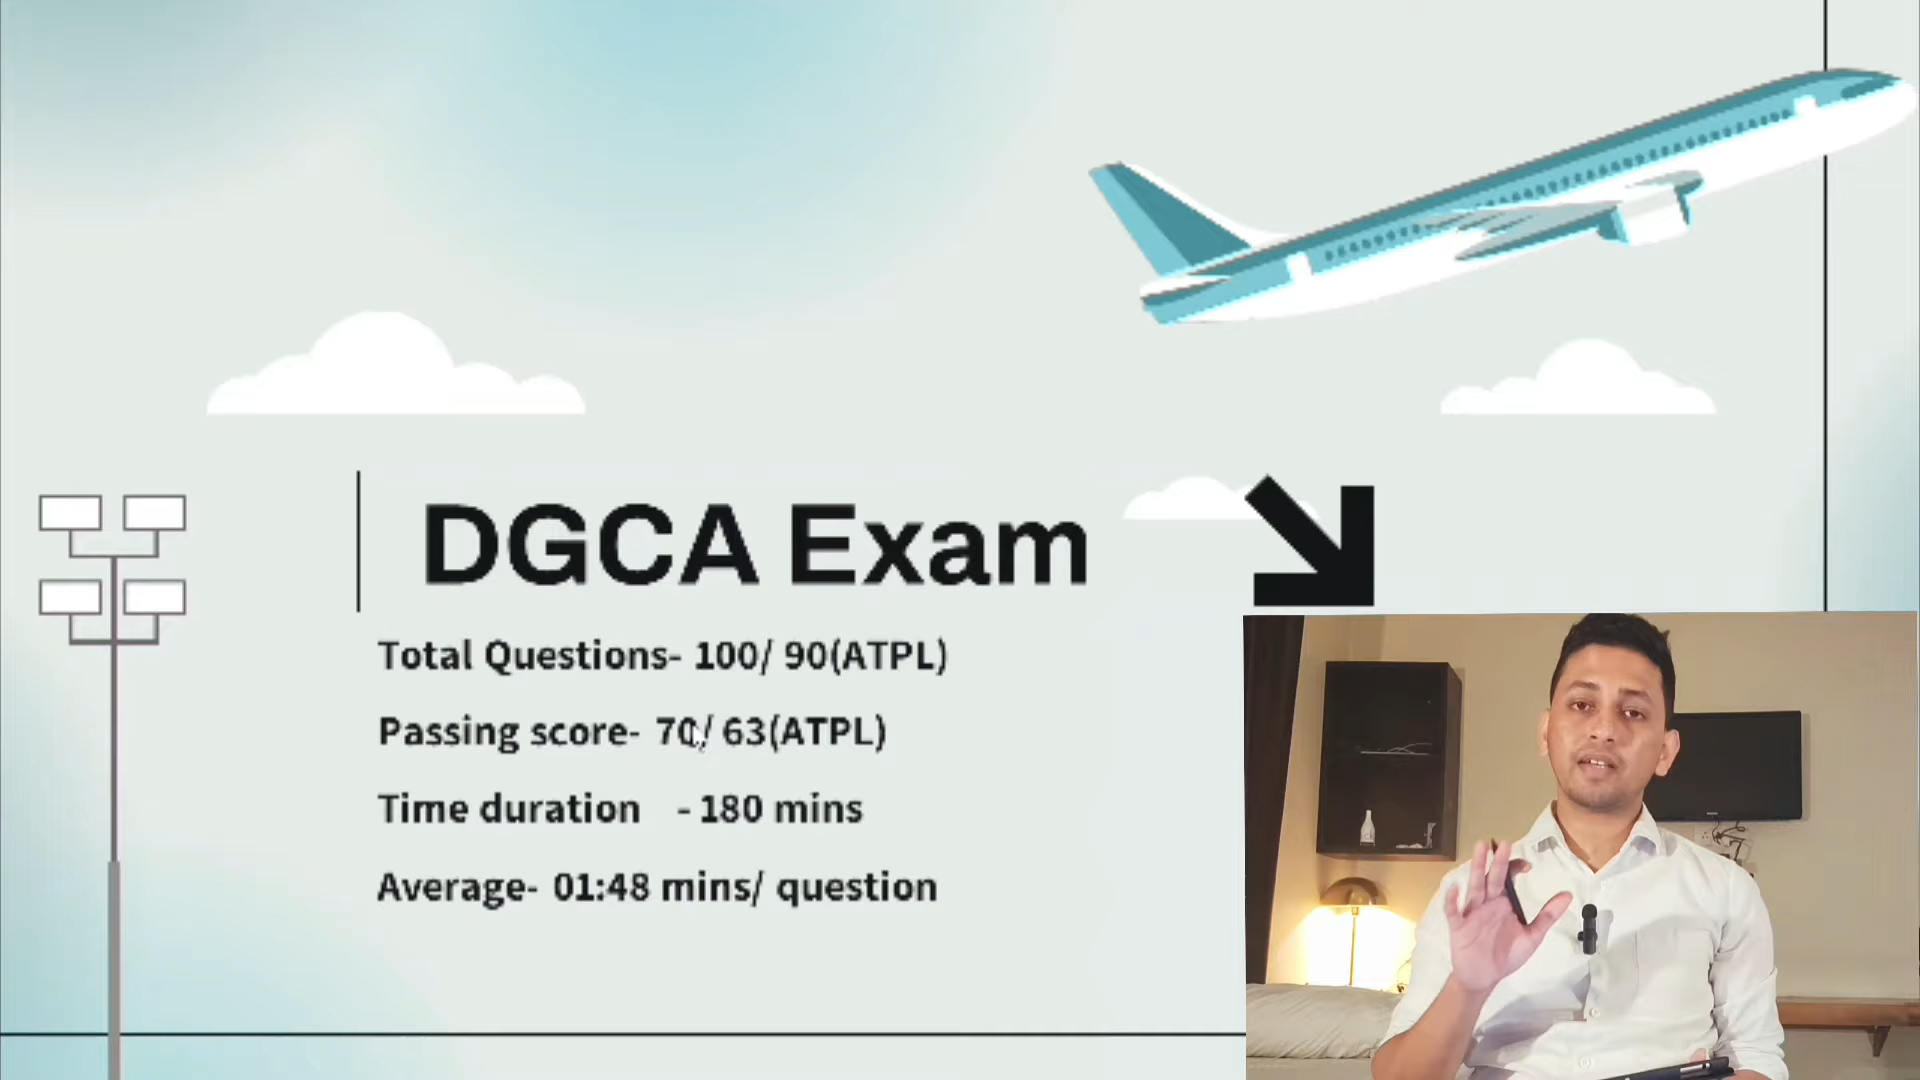 DGCA Exam
Total Questions- 100/ 90(ATPL)
Passing score- 70/ 63(ATPL)
Time duration - 180 mins
Average- 01:48 mins/ question